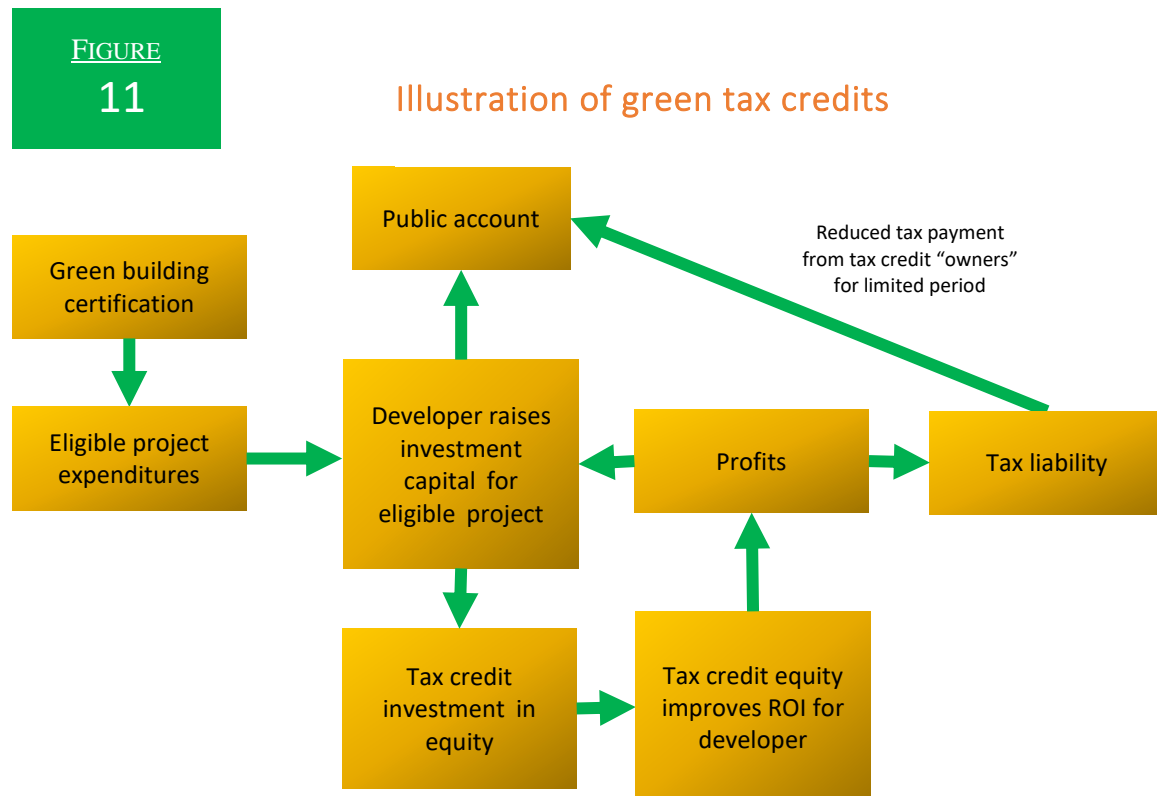 FIGURE
11
Illustration of green tax credits
Public account
Reduced tax payment
from tax credit “owners”
for limited period
Green building
certification
Eligible project
expenditures
Developer raises
investment
capital for
eligible project
Profits
Tax liability
Tax credit
investment in
equity
Tax credit equity
improves ROI for
developer